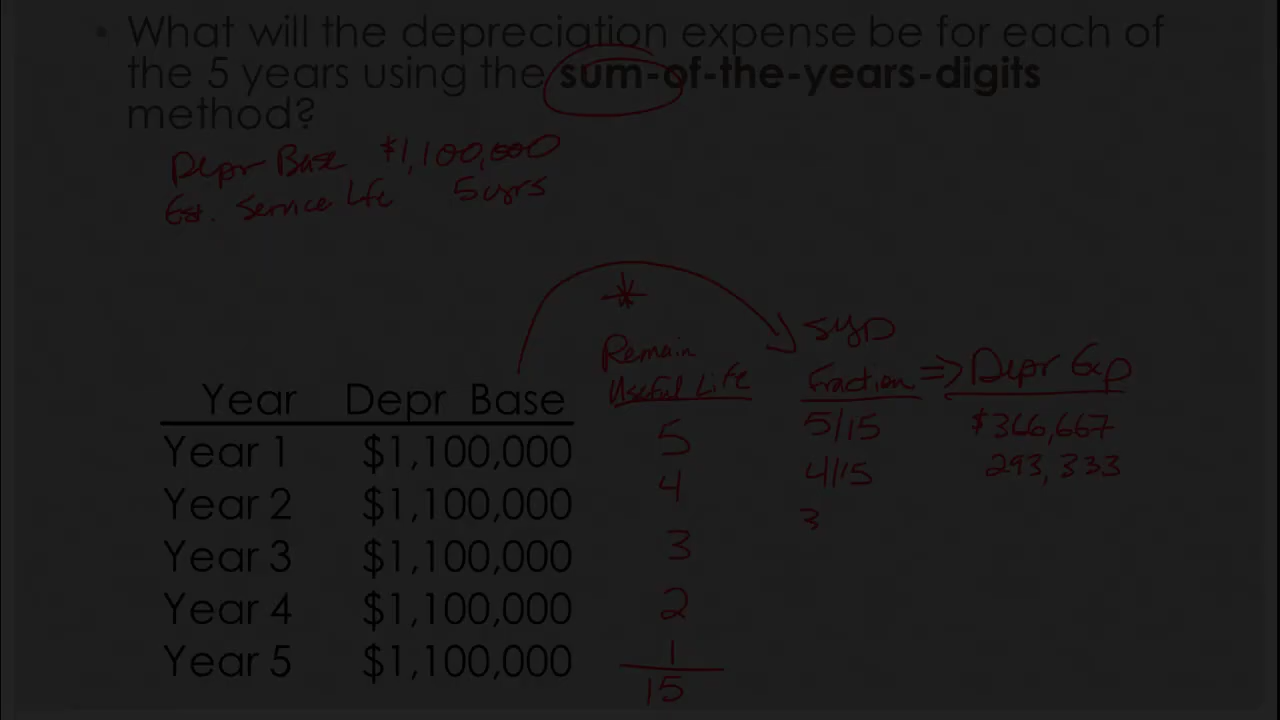 • What will the depreciation expense be for each of
the 5 years using the sum-of-the-years-digits
method?
Depr Base $1,100,000
Est. Service Life 5 yrs
*
Remain
Useful Life
SYD
Fraction => Depr Exp
Year Depr Base
Year 1 $1,100,000 5 5/15 $366,667
Year 2 $1,100,000 4 4/15 293,333
Year 3 $1,100,000 3 3
Year 4 $1,100,000 2
Year 5 $1,100,000 1
15